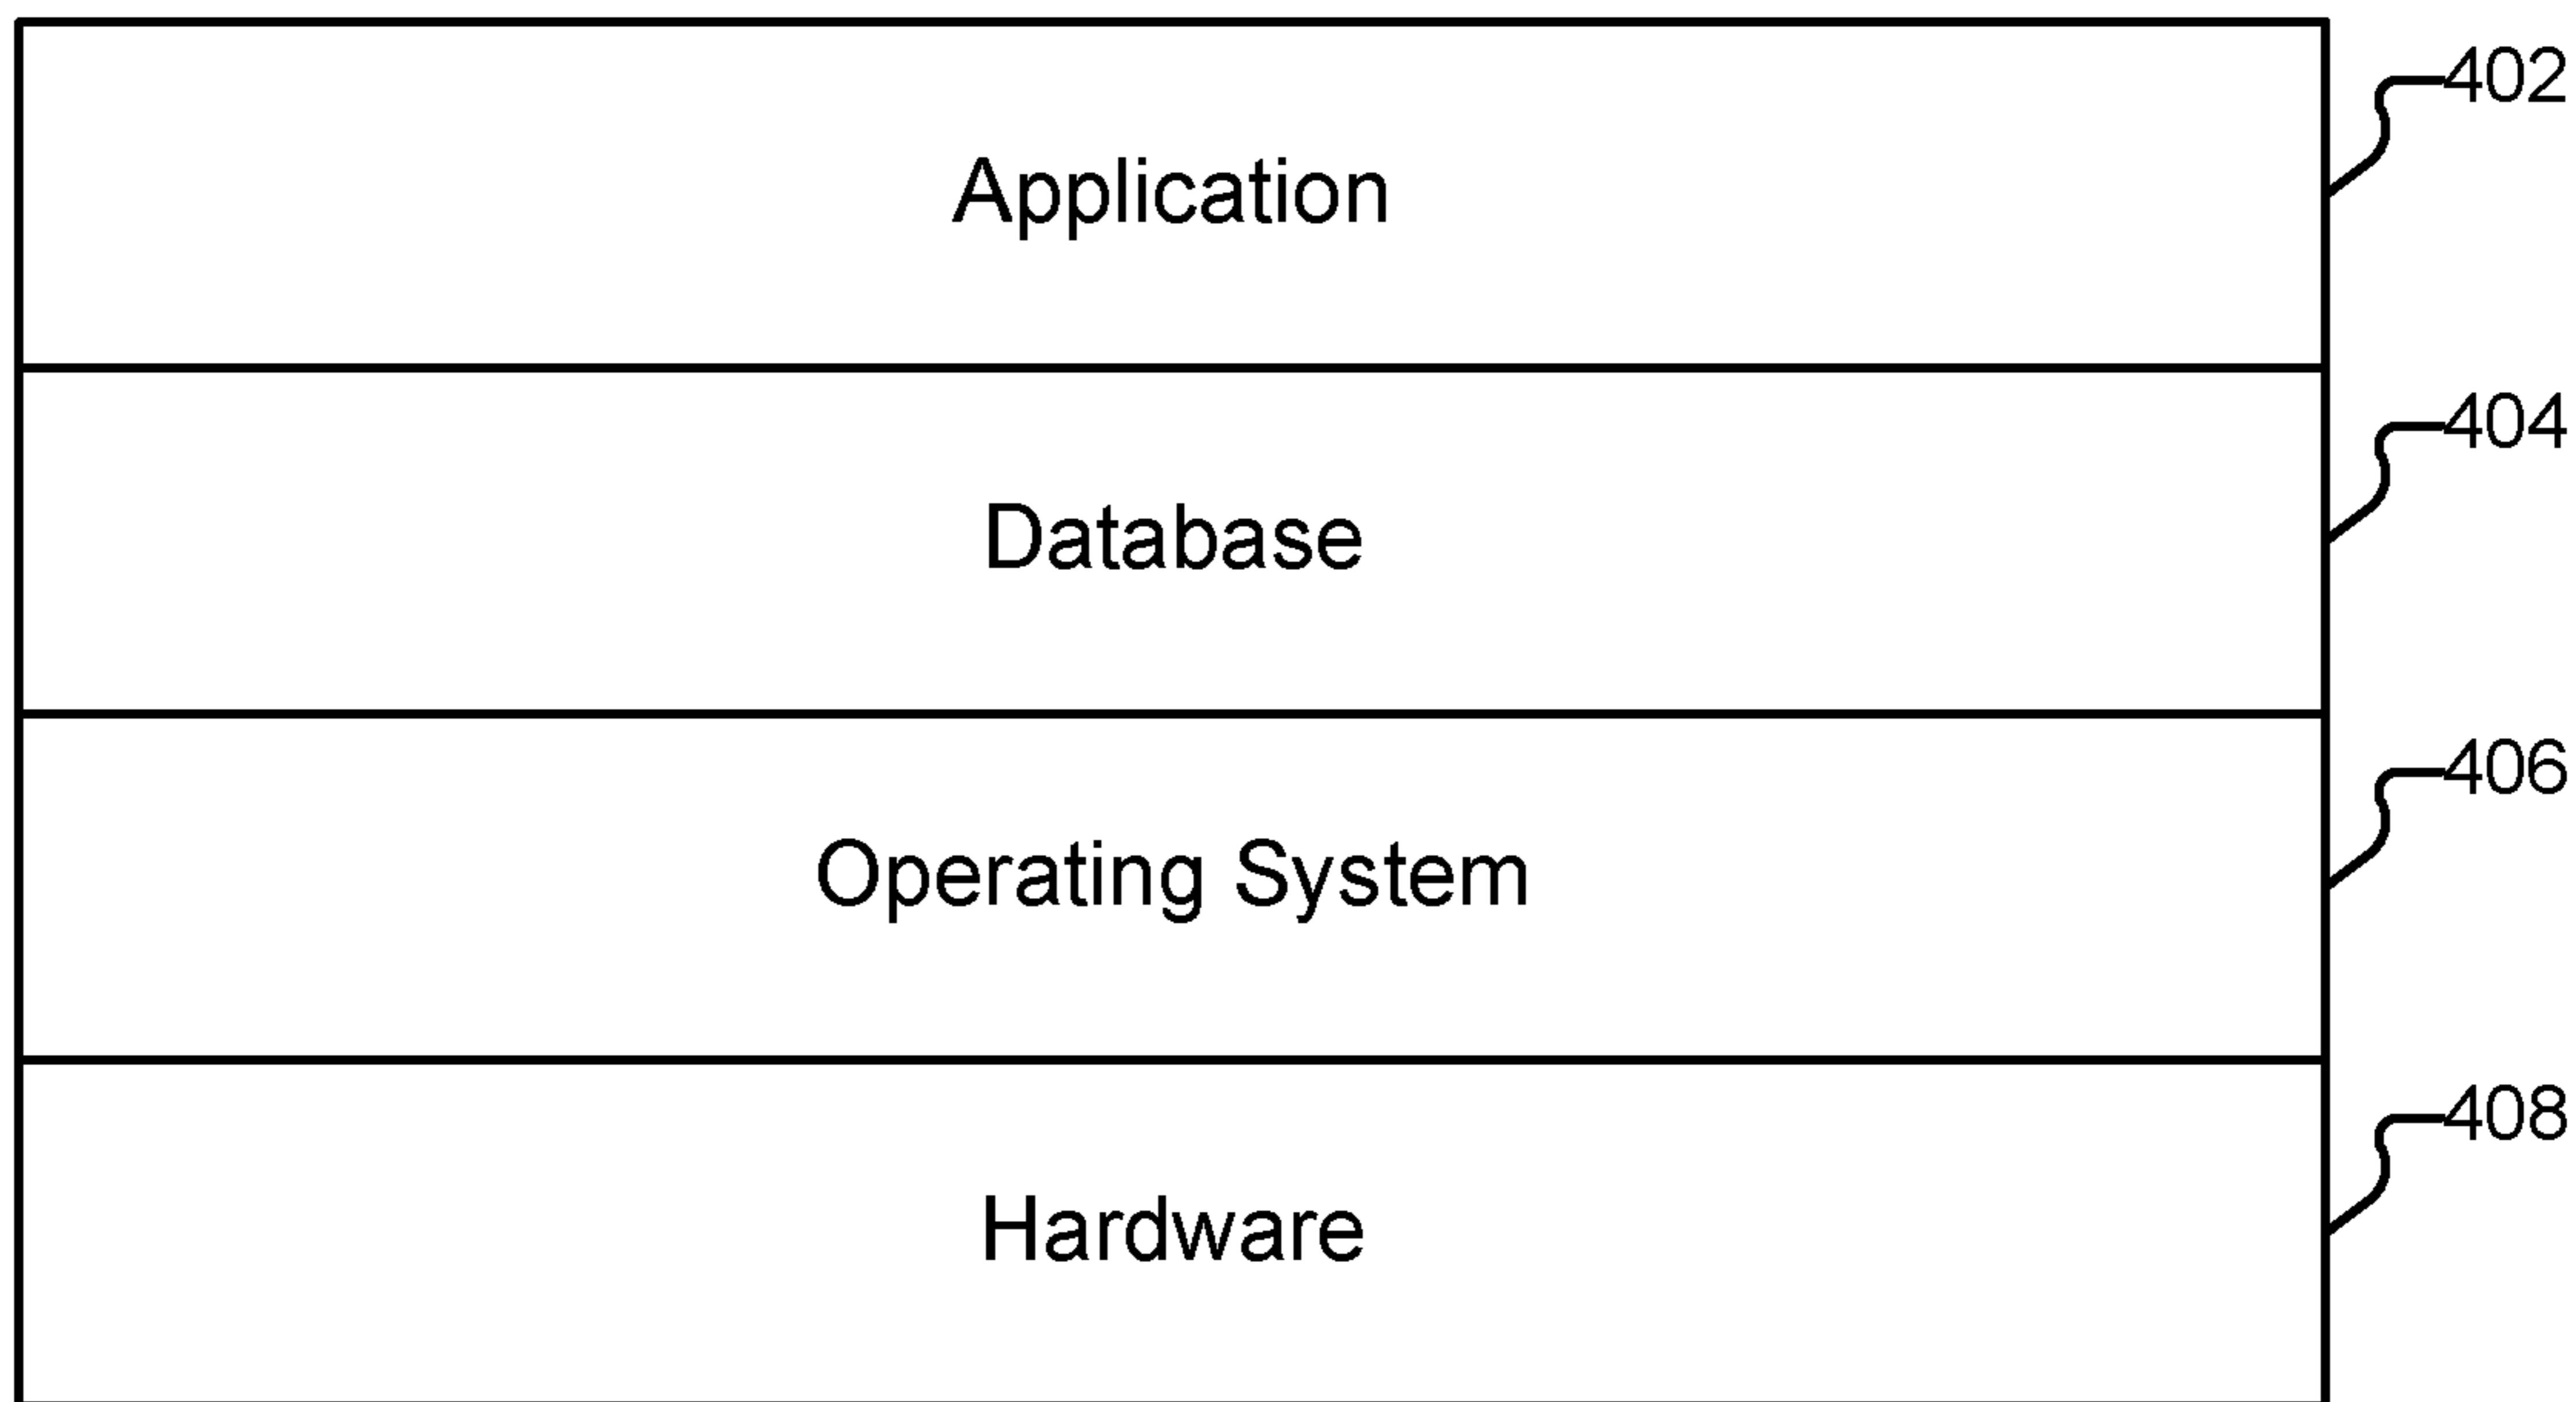 Application
402
Database
404
Operating System
406
Hardware
408